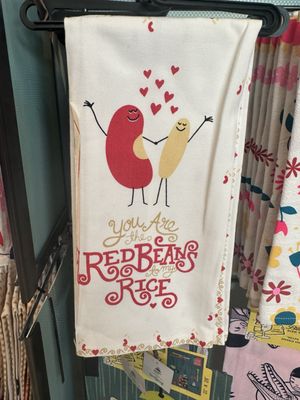 You Are
the
RED BEANS
to my
RICE